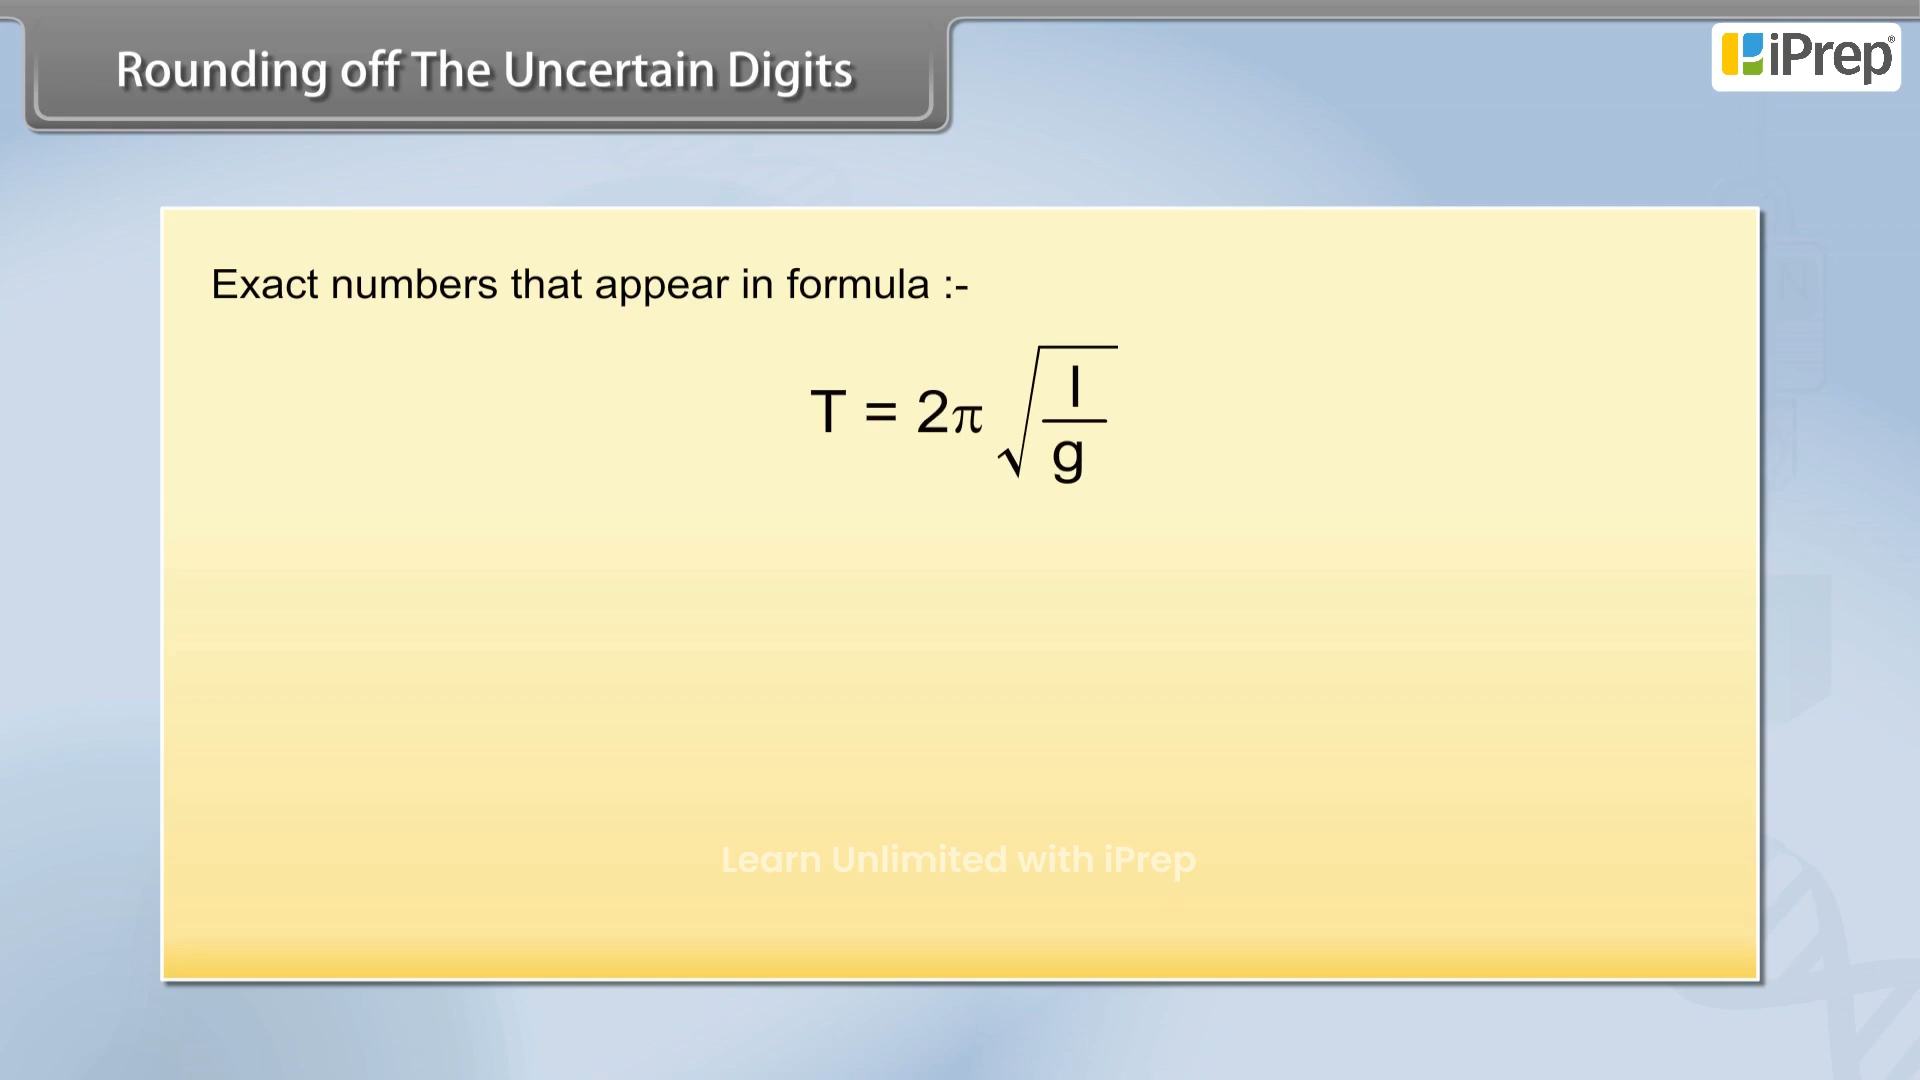 Rounding off The Uncertain Digits
iPrep®
Exact numbers that appear in formula :-
T = 2π √(l/g)
Learn Unlimited with iPrep